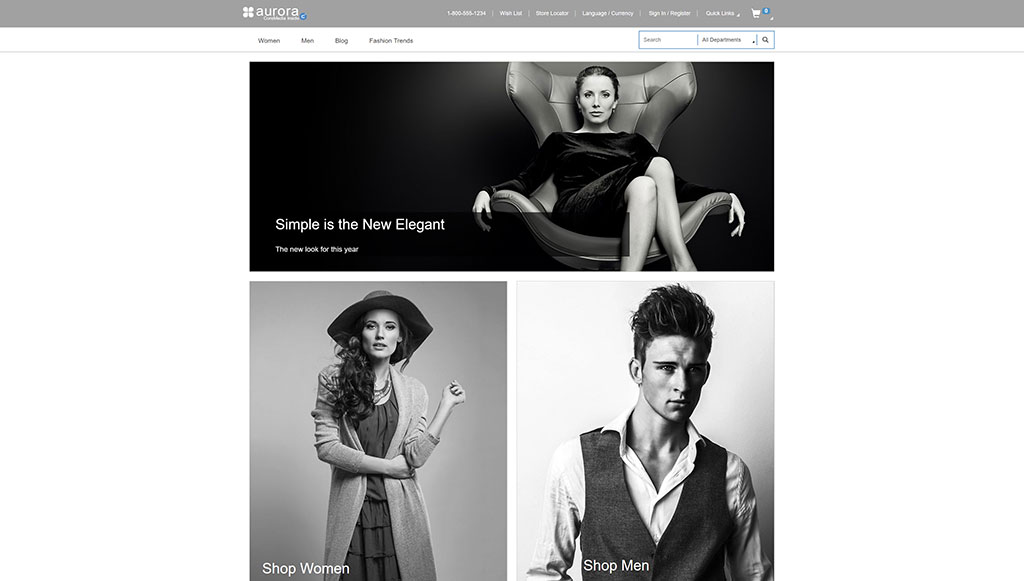 aurora
CoreMedia Inside
1-800-555-1234 | Wish List | Store Locator | Language / Currency | Sign In / Register | Quick Links
0
Women Men Blog Fashion Trends
Search
All Departments
Simple is the New Elegant
The new look for this year
Shop Women
Shop Men